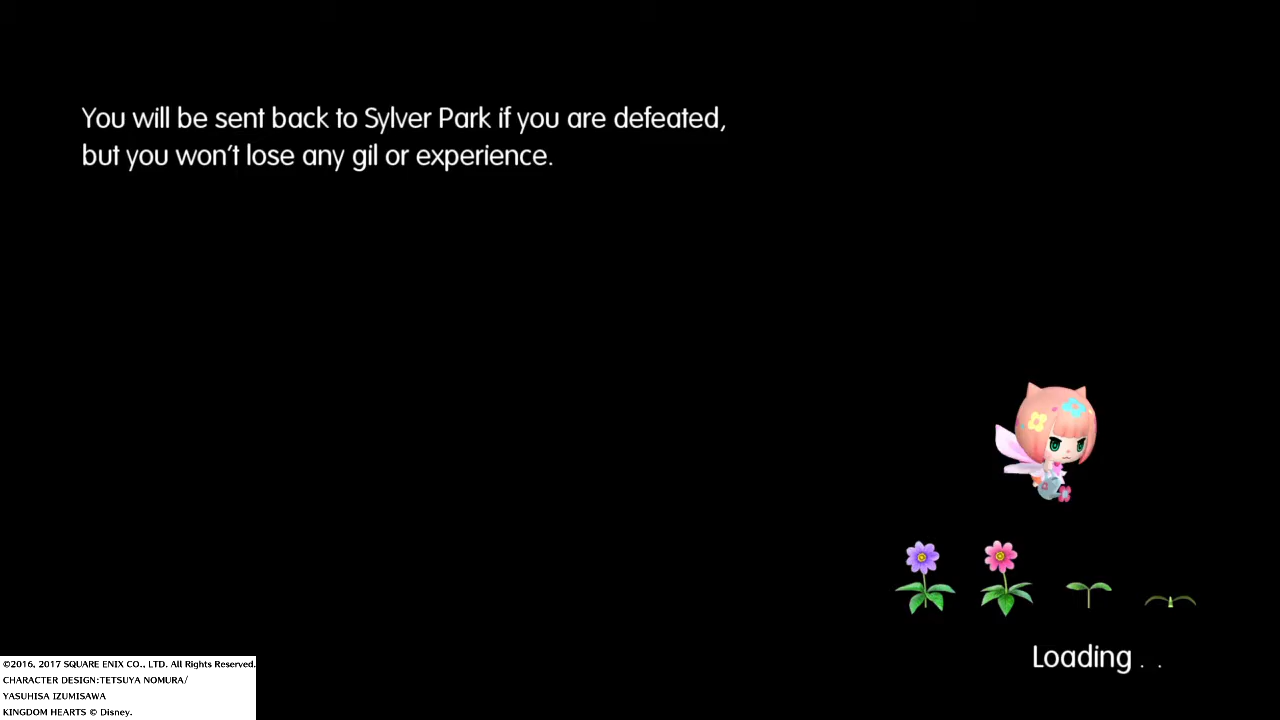 You will be sent back to Sylver Park if you are defeated,
but you won't lose any gil or experience.
Loading . .
©2016, 2017 SQUARE ENIX CO., LTD. All Rights Reserved.
CHARACTER DESIGN:TETSUYA NOMURA/
YASUHISA IZUMISAWA
KINGDOM HEARTS © Disney.